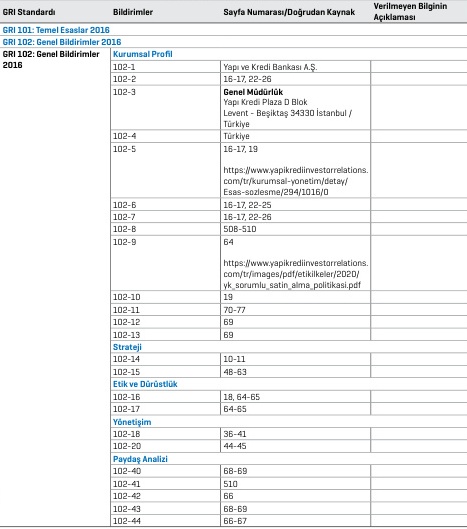 GRI Standardı Bildirimler Sayfa Numarası/Doğrudan Kaynak Verilmeyen Bilginin
Açıklaması
GRI 101: Temel Esaslar 2016
GRI 102: Genel Bildirimler 2016
GRI 102: Genel Bildirimler Kurumsal Profil
2016
102-1 Yapı ve Kredi Bankası A.Ş.
102-2 16-17, 22-26
102-3 Genel Müdürlük
Yapı Kredi Plaza D Blok
Levent - Beşiktaş 34330 İstanbul /
Türkiye
102-4 Türkiye
102-5 16-17, 19
https://www.yapikrediinvestorrelations.
com/tr/kurumsal-yonetim/detay/
Esas-sozlesme/294/1016/0
102-6 16-17, 22-25
102-7 16-17, 22-26
102-8 508-510
102-9 64
https://www.yapikrediinvestorrelations.
com/tr/images/pdf/etikilkeler/2020/
yk_sorumlu_satin_alma_politikasi.pdf
102-10 19
102-11 70-77
102-12 69
102-13 69
Strateji
102-14 10-11
102-15 48-63
Etik ve Dürüstlük
102-16 18, 64-65
102-17 64-65
Yönetişim
102-18 36-41
102-20 44-45
Paydaş Analizi
102-40 68-69
102-41 510
102-42 66
102-43 68-69
102-44 66-67